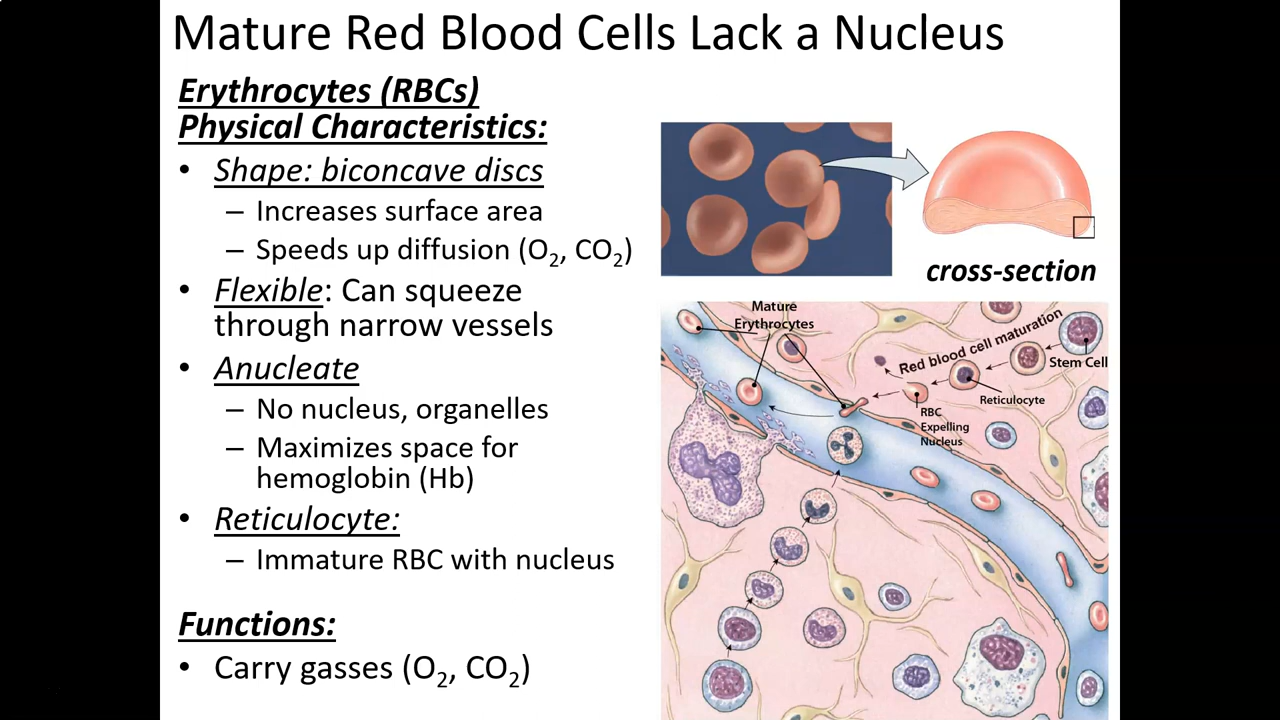 Mature Red Blood Cells Lack a Nucleus
Erythrocytes (RBCs)
Physical Characteristics:
• Shape: biconcave discs
– Increases surface area
– Speeds up diffusion (O₂, CO₂)
• Flexible: Can squeeze
through narrow vessels
• Anucleate
– No nucleus, organelles
– Maximizes space for
hemoglobin (Hb)
• Reticulocyte:
– Immature RBC with nucleus
Functions:
• Carry gasses (O₂, CO₂)
cross-section
Mature
Erythrocytes
Red blood cell maturation
Stem Cell
Reticulocyte
RBC
Expelling
Nucleus